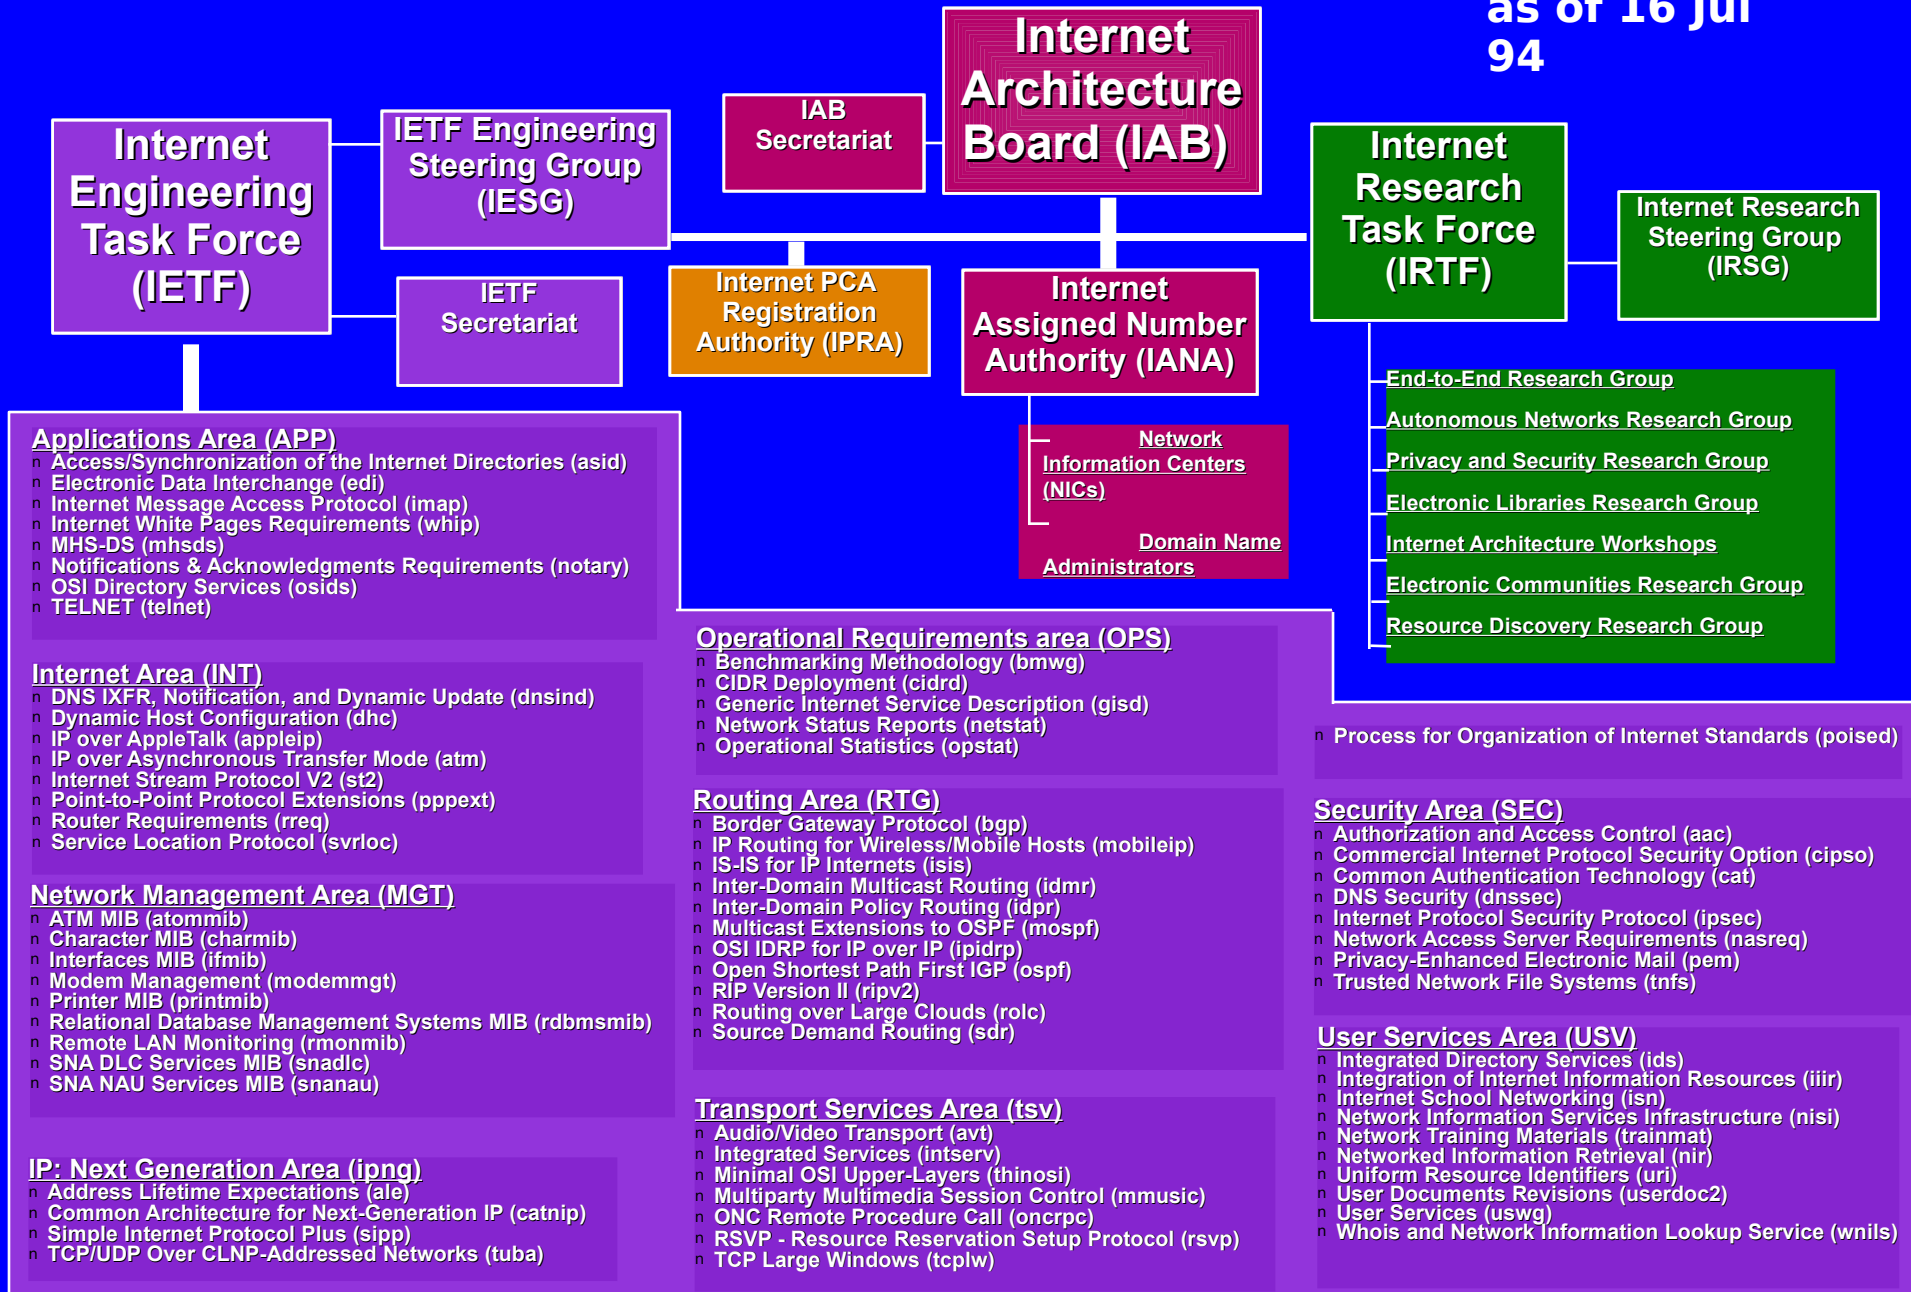 as of 16 Jul
94
Internet
Architecture
Board (IAB)
IAB
Secretariat
Internet
Engineering
Task Force
(IETF)
IETF Engineering
Steering Group
(IESG)
IETF
Secretariat
Internet PCA
Registration
Authority (IPRA)
Internet
Assigned Number
Authority (IANA)
Internet
Research
Task Force
(IRTF)
Internet Research
Steering Group
(IRSG)
Network
Information Centers
(NICs)
Domain Name
Administrators
End-to-End Research Group
Autonomous Networks Research Group
Privacy and Security Research Group
Electronic Libraries Research Group
Internet Architecture Workshops
Electronic Communities Research Group
Resource Discovery Research Group
Applications Area (APP)
n Access/Synchronization of the Internet Directories (asid)
n Electronic Data Interchange (edi)
n Internet Message Access Protocol (imap)
n Internet White Pages Requirements (whip)
n MHS-DS (mhsds)
n Notifications & Acknowledgments Requirements (notary)
n OSI Directory Services (osids)
n TELNET (telnet)
Internet Area (INT)
n DNS IXFR, Notification, and Dynamic Update (dnsind)
n Dynamic Host Configuration (dhc)
n IP over AppleTalk (appleip)
n IP over Asynchronous Transfer Mode (atm)
n Internet Stream Protocol V2 (st2)
n Point-to-Point Protocol Extensions (pppext)
n Router Requirements (rreq)
n Service Location Protocol (svrloc)
Network Management Area (MGT)
n ATM MIB (atommib)
n Character MIB (charmib)
n Interfaces MIB (ifmib)
n Modem Management (modemmgt)
n Printer MIB (printmib)
n Relational Database Management Systems MIB (rdbmsmib)
n Remote LAN Monitoring (rmonmib)
n SNA DLC Services MIB (snadlc)
n SNA NAU Services MIB (snanau)
IP: Next Generation Area (ipng)
n Address Lifetime Expectations (ale)
n Common Architecture for Next-Generation IP (catnip)
n Simple Internet Protocol Plus (sipp)
n TCP/UDP Over CLNP-Addressed Networks (tuba)
Operational Requirements area (OPS)
n Benchmarking Methodology (bmwg)
n CIDR Deployment (cidrd)
n Generic Internet Service Description (gisd)
n Network Status Reports (netstat)
n Operational Statistics (opstat)
Routing Area (RTG)
n Border Gateway Protocol (bgp)
n IP Routing for Wireless/Mobile Hosts (mobileip)
n IS-IS for IP Internets (isis)
n Inter-Domain Multicast Routing (idmr)
n Inter-Domain Policy Routing (idpr)
n Multicast Extensions to OSPF (mospf)
n OSI IDRP for IP over IP (ipidrp)
n Open Shortest Path First IGP (ospf)
n RIP Version II (ripv2)
n Routing over Large Clouds (rolc)
n Source Demand Routing (sdr)
Transport Services Area (tsv)
n Audio/Video Transport (avt)
n Integrated Services (intserv)
n Minimal OSI Upper-Layers (thinosi)
n Multiparty Multimedia Session Control (mmusic)
n ONC Remote Procedure Call (oncrpc)
n RSVP - Resource Reservation Setup Protocol (rsvp)
n TCP Large Windows (tcplw)
n Process for Organization of Internet Standards (poised)
Security Area (SEC)
n Authorization and Access Control (aac)
n Commercial Internet Protocol Security Option (cipso)
n Common Authentication Technology (cat)
n DNS Security (dnssec)
n Internet Protocol Security Protocol (ipsec)
n Network Access Server Requirements (nasreq)
n Privacy-Enhanced Electronic Mail (pem)
n Trusted Network File Systems (tnfs)
User Services Area (USV)
n Integrated Directory Services (ids)
n Integration of Internet Information Resources (iiir)
n Internet School Networking (isn)
n Network Information Services Infrastructure (nisi)
n Network Training Materials (trainmat)
n Networked Information Retrieval (nir)
n Uniform Resource Identifiers (uri)
n User Documents Revisions (userdoc2)
n User Services (uswg)
n Whois and Network Information Lookup Service (wnils)